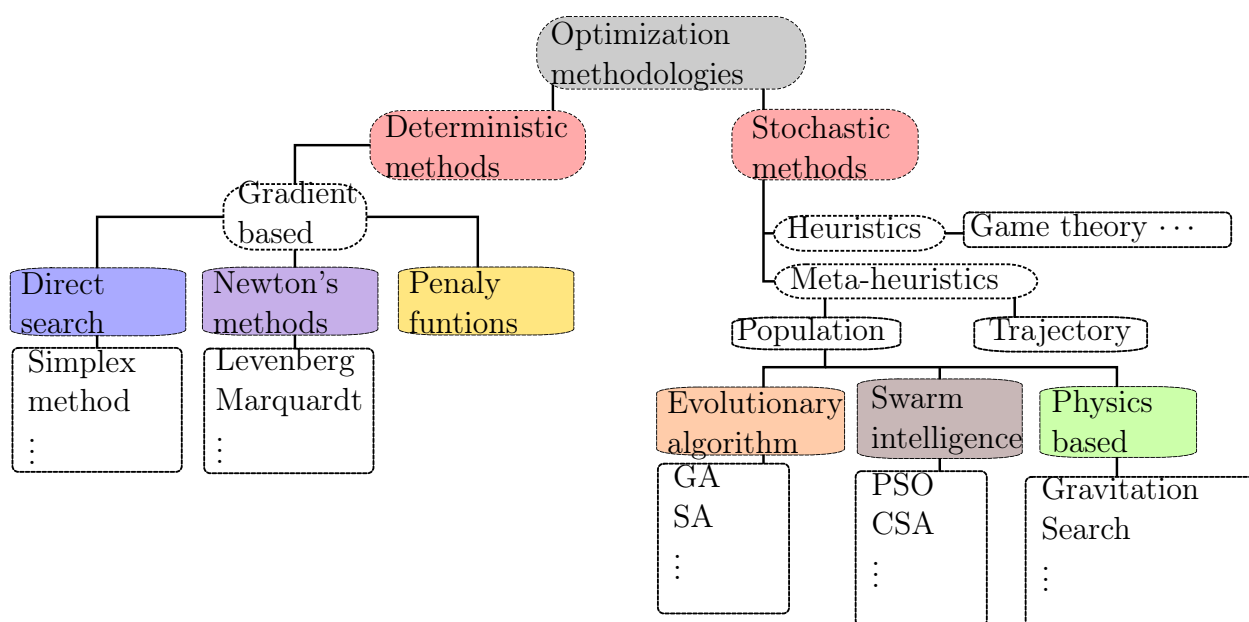 Optimization
methodologies
Deterministic
methods
Stochastic
methods
Gradient
based
Heuristics
Game theory ⋯
Direct
search
Newton's
methods
Penaly
funtions
Meta-heuristics
Population
Trajectory
Simplex
method
⋮
Levenberg
Marquardt
⋮
Evolutionary
algorithm
Swarm
intelligence
Physics
based
GA
SA
⋮
PSO
CSA
⋮
Gravitation
Search
⋮